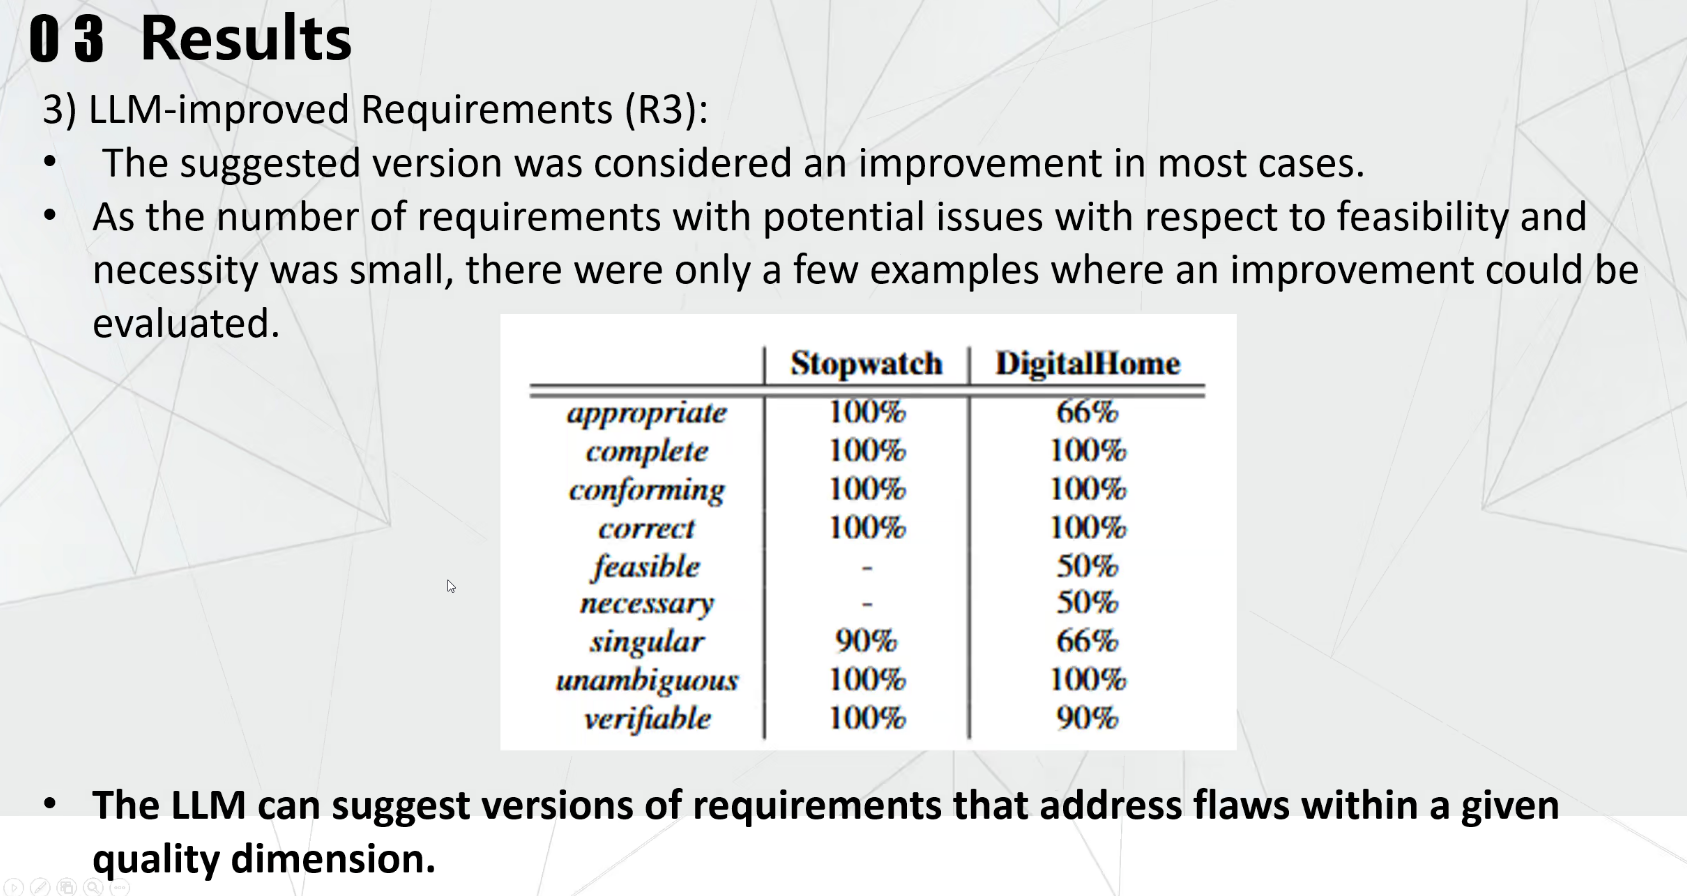 03 Results
3) LLM-improved Requirements (R3):
• The suggested version was considered an improvement in most cases.
• As the number of requirements with potential issues with respect to feasibility and
necessity was small, there were only a few examples where an improvement could be
evaluated.
Stopwatch DigitalHome
appropriate 100% 66%
complete 100% 100%
conforming 100% 100%
correct 100% 100%
feasible - 50%
necessary - 50%
singular 90% 66%
unambiguous 100% 100%
verifiable 100% 90%
• The LLM can suggest versions of requirements that address flaws within a given
quality dimension.